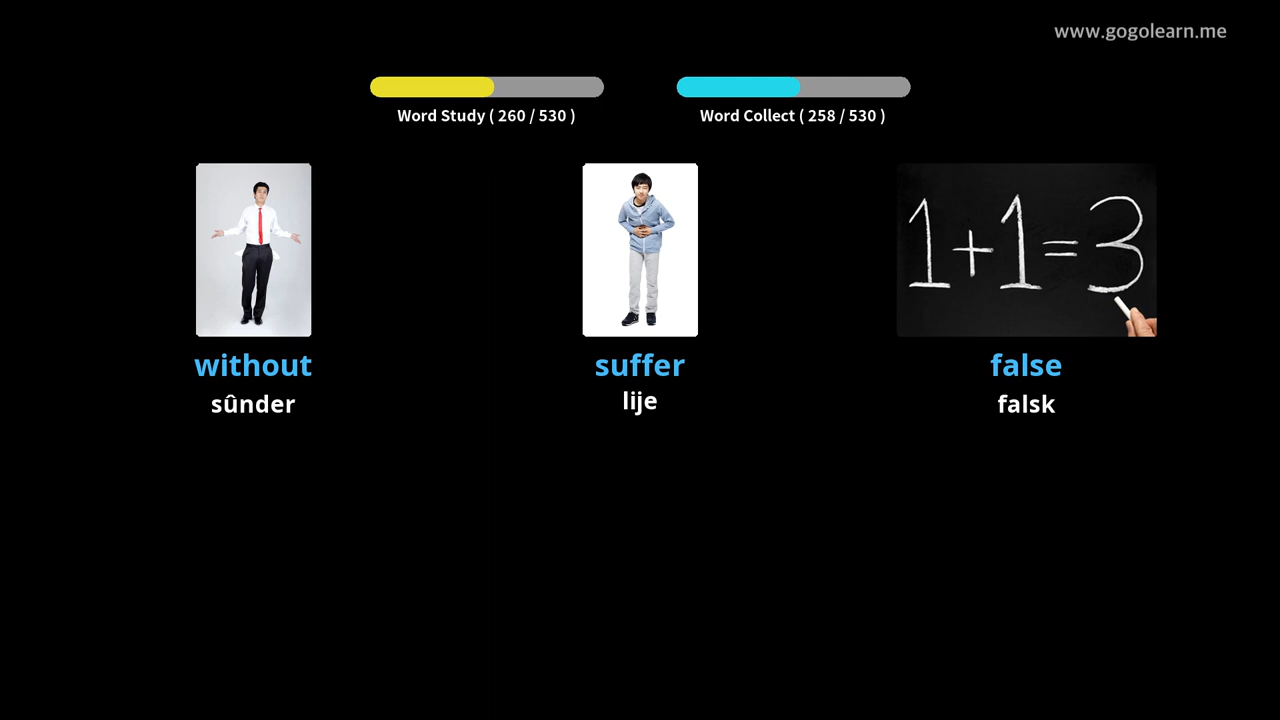 www.gogolearn.me
Word Study ( 260 / 530 )
Word Collect ( 258 / 530 )
1+1=3
without
suffer
false
sûnder
lije
falsk